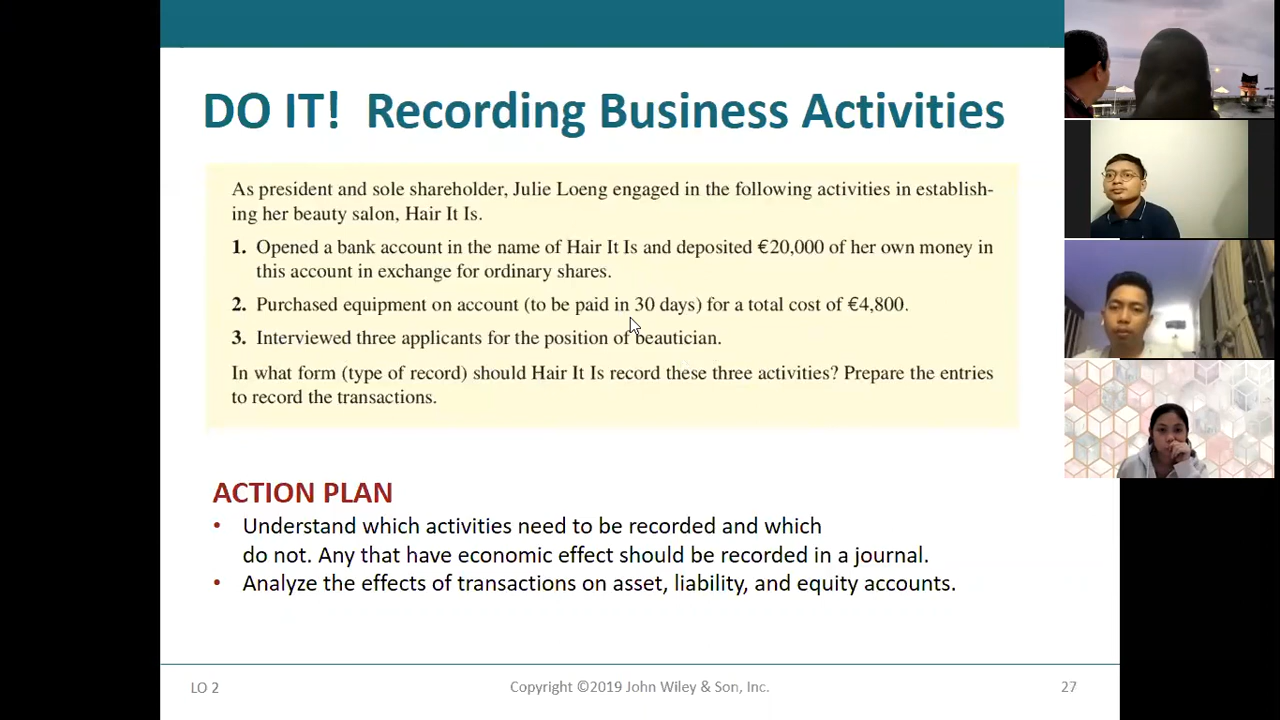 DO IT! Recording Business Activities
As president and sole shareholder, Julie Loeng engaged in the following activities in establish-
ing her beauty salon, Hair It Is.
1. Opened a bank account in the name of Hair It Is and deposited €20,000 of her own money in
this account in exchange for ordinary shares.
2. Purchased equipment on account (to be paid in 30 days) for a total cost of €4,800.
3. Interviewed three applicants for the position of beautician.
In what form (type of record) should Hair It Is record these three activities? Prepare the entries
to record the transactions.
ACTION PLAN
• Understand which activities need to be recorded and which
do not. Any that have economic effect should be recorded in a journal.
• Analyze the effects of transactions on asset, liability, and equity accounts.
LO 2
Copyright ©2019 John Wiley & Son, Inc.
27